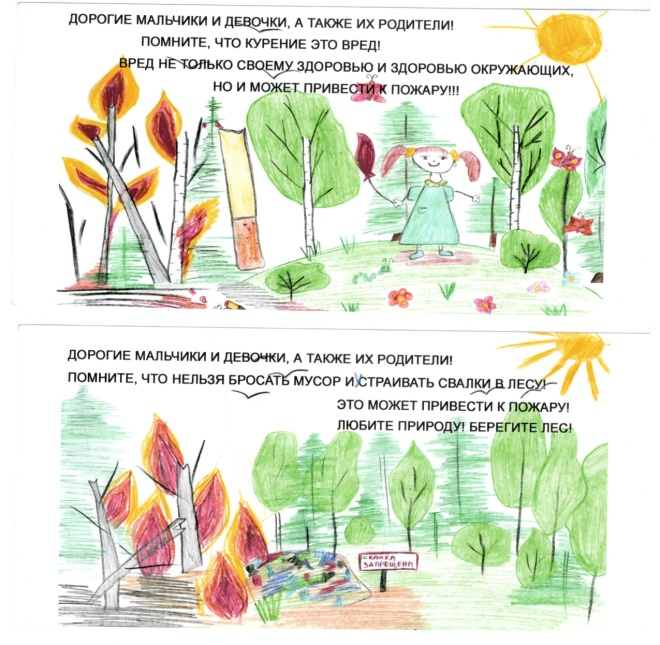 ДОРОГИЕ МАЛЬЧИКИ И ДЕВОЧКИ, А ТАКЖЕ ИХ РОДИТЕЛИ!
ПОМНИТЕ, ЧТО КУРЕНИЕ ЭТО ВРЕД!
ВРЕД НЕ ТОЛЬКО СВОЕМУ ЗДОРОВЬЮ И ЗДОРОВЬЮ ОКРУЖАЮЩИХ,
НО И МОЖЕТ ПРИВЕСТИ К ПОЖАРУ!!!
ДОРОГИЕ МАЛЬЧИКИ И ДЕВОЧКИ, А ТАКЖЕ ИХ РОДИТЕЛИ!
ПОМНИТЕ, ЧТО НЕЛЬЗЯ БРОСАТЬ МУСОР И УСТРАИВАТЬ СВАЛКИ В ЛЕСУ!
ЭТО МОЖЕТ ПРИВЕСТИ К ПОЖАРУ!
ЛЮБИТЕ ПРИРОДУ! БЕРЕГИТЕ ЛЕС!
СВАЛКА
ЗАПРЕЩЕНА